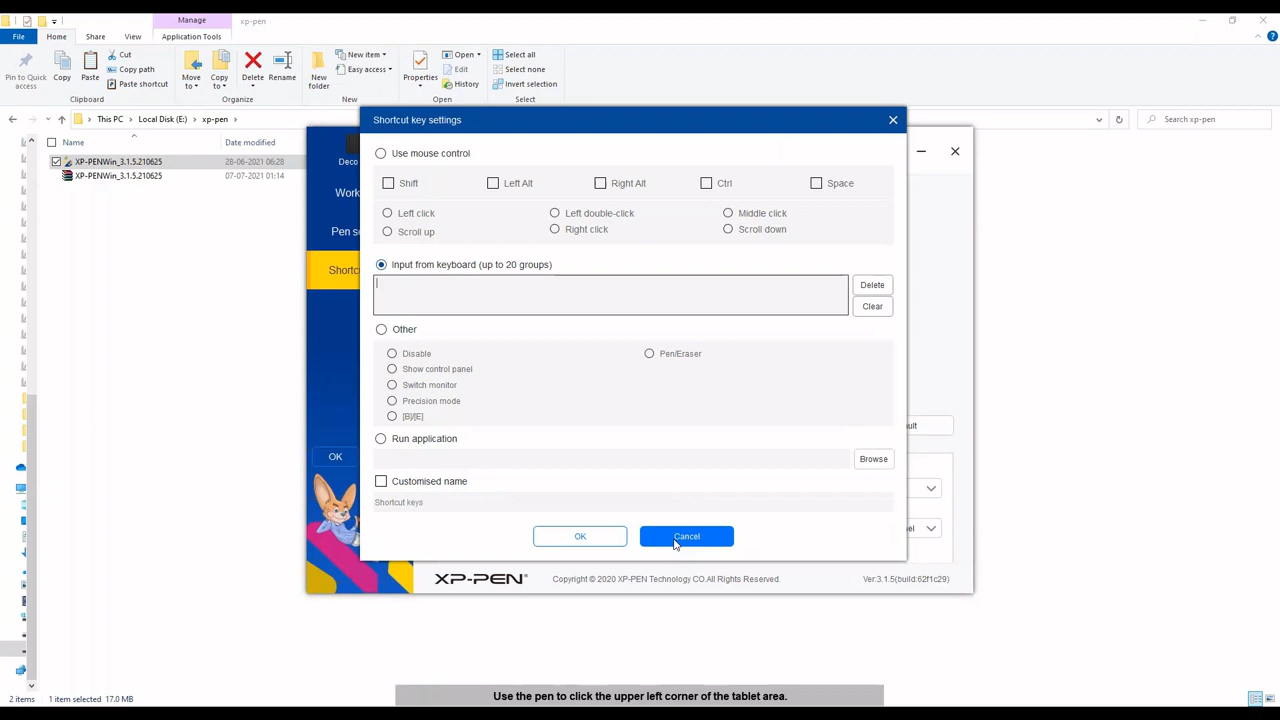 Manage
xp-pen
File
Home
Share
View
Application Tools
Pin to Quick access
Copy
Paste
Cut
Copy path
Paste shortcut
Clipboard
Move to
Copy to
Delete
Rename
Organize
New folder
New item
Easy access
New
Properties
Open
Edit
History
Open
Select all
Select none
Invert selection
Select
This PC
Local Disk (E:)
xp-pen
Search xp-pen
Name
Date modified
XP-PENWin_3.1.5.210625
28-06-2021 06:28
XP-PENWin_3.1.5.210625
07-07-2021 01:14
Deco
Work
Pen se
Shortc
OK
Shortcut key settings
Use mouse control
Shift
Left Alt
Right Alt
Ctrl
Space
Left click
Left double-click
Middle click
Scroll up
Right click
Scroll down
Input from keyboard (up to 20 groups)
Delete
Clear
Other
Disable
Pen/Eraser
Show control panel
Switch monitor
Precision mode
[B]/[E]
Run application
Browse
Customised name
Shortcut keys
OK
Cancel
ult
el
XP-PEN®
Copyright © 2020 XP-PEN Technology CO.All Rights Reserved.
Ver:3.1.5(build:62f1c29)
Use the pen to click the upper left corner of the tablet area.
2 items
1 item selected
17.0 MB